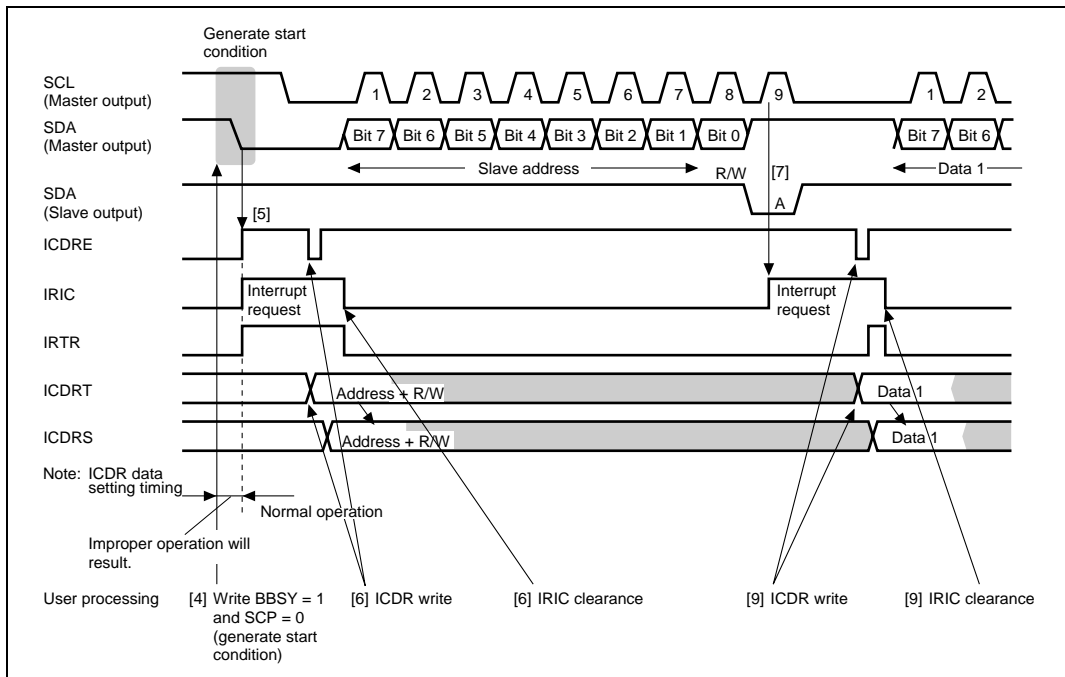 Generate start
condition
SCL
(Master output)
1 2 3 4 5 6 7 8 9 1 2
SDA
(Master output)
Bit 7 Bit 6 Bit 5 Bit 4 Bit 3 Bit 2 Bit 1 Bit 0 Bit 7 Bit 6
Slave address R/W [7] Data 1
SDA
(Slave output)
A
[5]
ICDRE
IRIC
Interrupt
request
Interrupt
request
IRTR
ICDRT
Address + R/W
Data 1
ICDRS
Address + R/W
Data 1
Note: ICDR data
setting timing
Normal operation
Improper operation will
result.
User processing
[4] Write BBSY = 1
and SCP = 0
(generate start
condition)
[6] ICDR write
[6] IRIC clearance
[9] ICDR write
[9] IRIC clearance